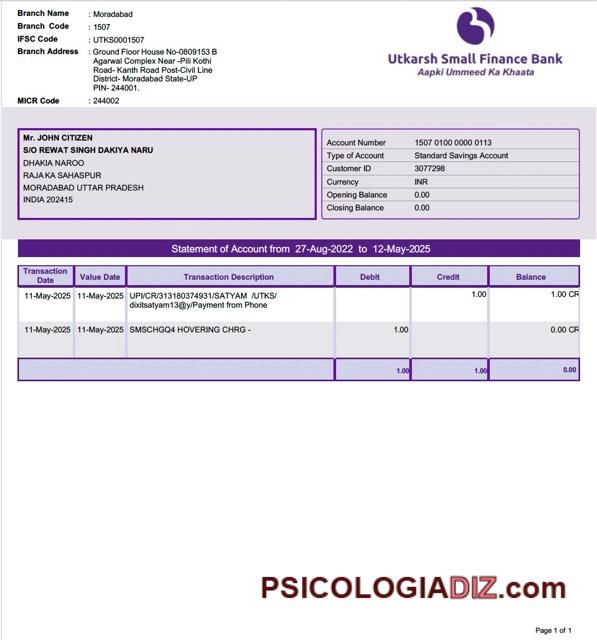 Branch Name : Moradabad
Branch Code : 1507
IFSC Code : UTKS0001507
Branch Address : Ground Floor House No-0809153 B
Agarwal Complex Near -Pili Kothi
Road- Kanth Road Post-Civil Line
District- Moradabad State-UP
PIN- 244001.
MICR Code : 244002
Utkarsh Small Finance Bank
Aapki Ummeed Ka Khaata
Mr. JOHN CITIZEN
S/O REWAT SINGH DAKIYA NARU
DHAKIA NAROO
RAJA KA SAHASPUR
MORADABAD UTTAR PRADESH
INDIA 202415
Account Number 1507 0100 0000 0113
Type of Account Standard Savings Account
Customer ID 3077298
Currency INR
Opening Balance 0.00
Closing Balance 0.00
Statement of Account from 27-Aug-2022 to 12-May-2025
Transaction Date Value Date Transaction Description Debit Credit Balance
11-May-2025 11-May-2025 UPI/CR/313180374931/SATYAM /UTKS/ 1.00 1.00 CR
dixitsatyam13@y/Payment from Phone
11-May-2025 11-May-2025 SMSCHGQ4 HOVERING CHRG - 1.00 0.00 CR
1.00 1.00 0.00
PSICOLOGIADIZ.com
Page 1 of 1